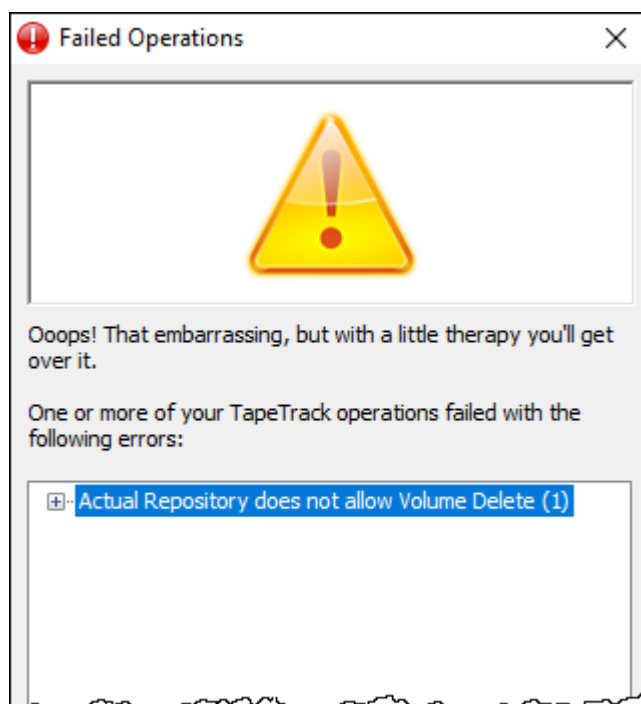 Failed Operations
Ooops! That embarrassing, but with a little therapy you'll get
over it.
One or more of your TapeTrack operations failed with the
following errors:
Actual Repository does not allow Volume Delete (1)